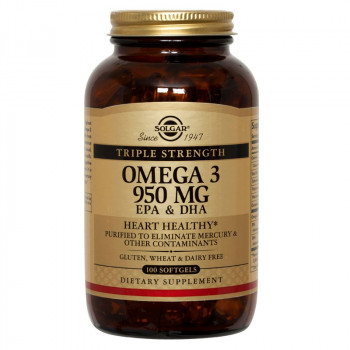 SOLGAR®
Since 1947
TRIPLE STRENGTH
OMEGA 3
950 MG
EPA & DHA
HEART HEALTHY*
PURIFIED TO ELIMINATE MERCURY &
OTHER CONTAMINANTS
GLUTEN, WHEAT & DAIRY FREE
100 SOFTGELS
DIETARY SUPPLEMENT